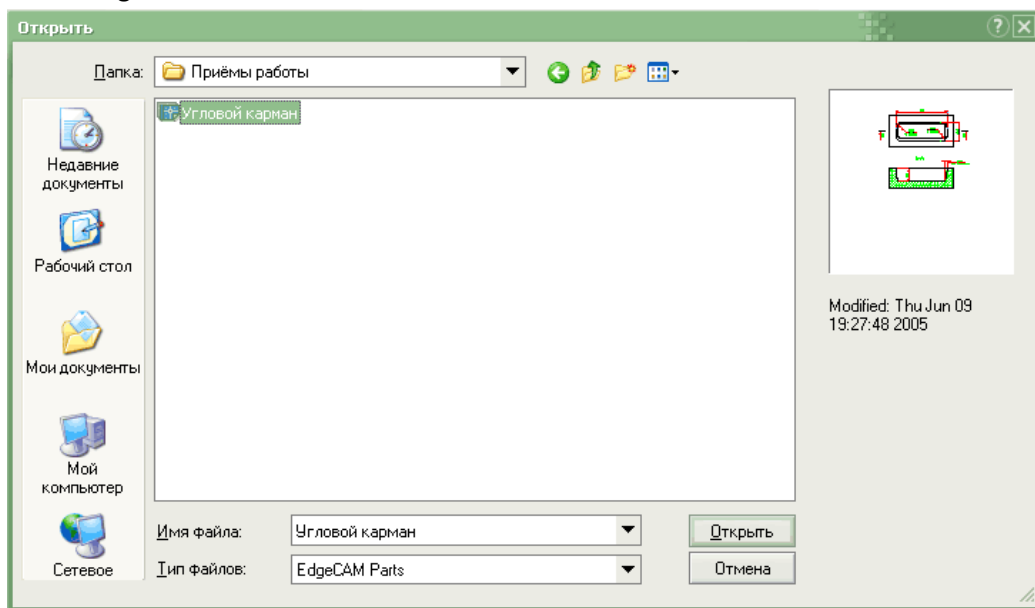 Открыть
Папка:
Приёмы работы
Угловой карман
Недавние
документы
Рабочий стол
Мои документы
Мой
компьютер
Сетевое
Modified: Thu Jun 09
19:27:48 2005
Имя файла:
Угловой карман
Открыть
Тип файлов:
EdgeCAM Parts
Отмена